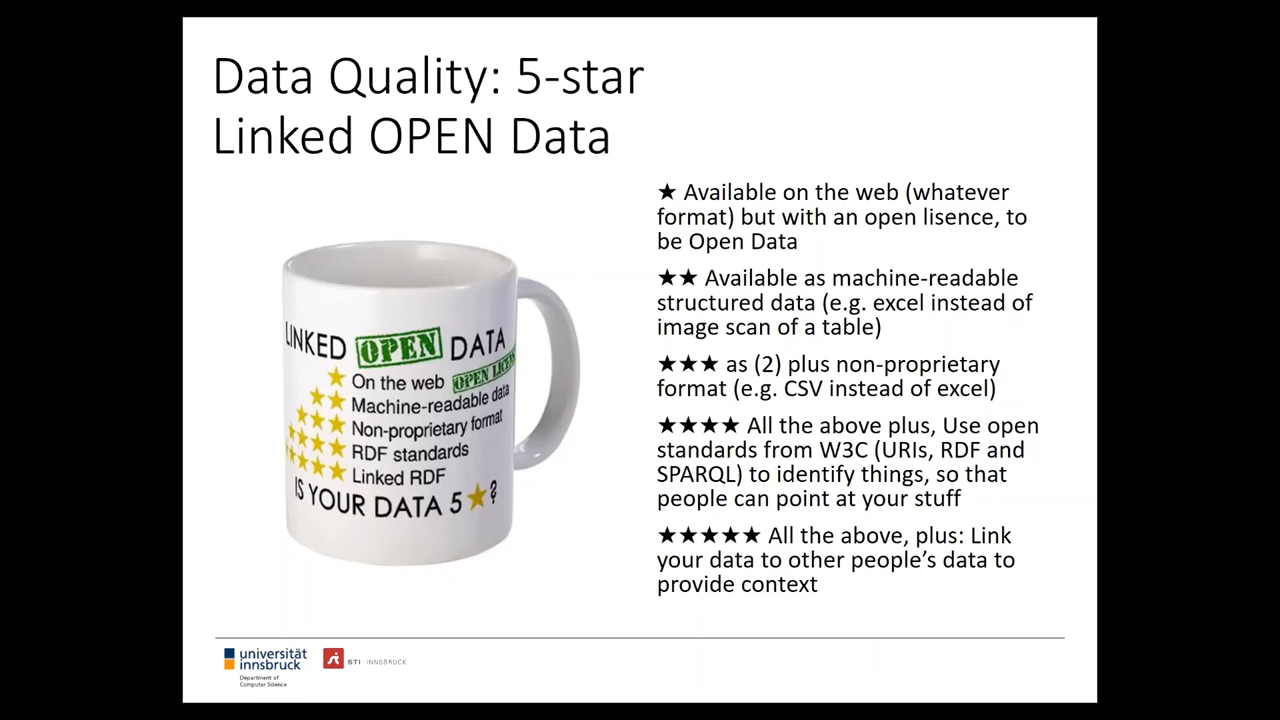 Data Quality: 5-star
Linked OPEN Data
★ Available on the web (whatever
format) but with an open lisence, to
be Open Data
★★ Available as machine-readable
structured data (e.g. excel instead of
image scan of a table)
★★★ as (2) plus non-proprietary
format (e.g. CSV instead of excel)
★★★★ All the above plus, Use open
standards from W3C (URIs, RDF and
SPARQL) to identify things, so that
people can point at your stuff
★★★★★ All the above, plus: Link
your data to other people’s data to
provide context
LINKED OPEN DATA
★ On the web OPEN
★★ Machine-readable data
★★★ Non-proprietary format
★★★★ RDF standards
★★★★★ Linked RDF
IS YOUR DATA 5★?
universität
innsbruck
Department of
Computer Science
STI · INNSBRUCK